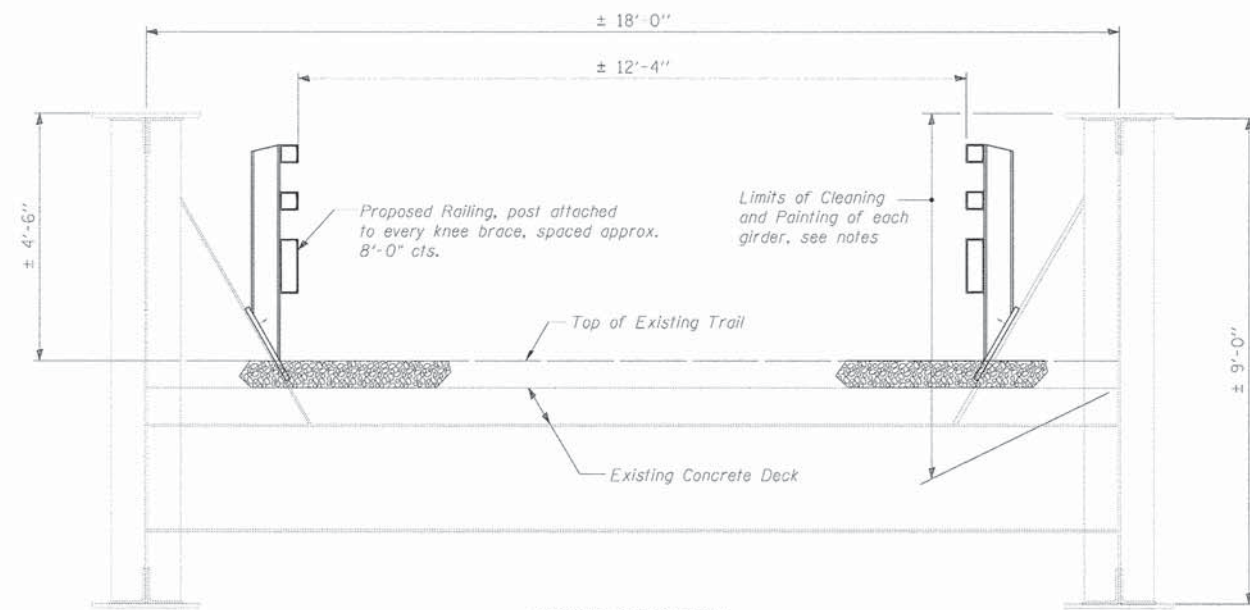 ± 18'-0"
± 12'-4"
± 4'-6"
Proposed Railing, post attached
to every knee brace, spaced approx.
8'-0" cts.
Limits of Cleaning
and Painting of each
girder, see notes
Top of Existing Trail
± 9'-0"
Existing Concrete Deck